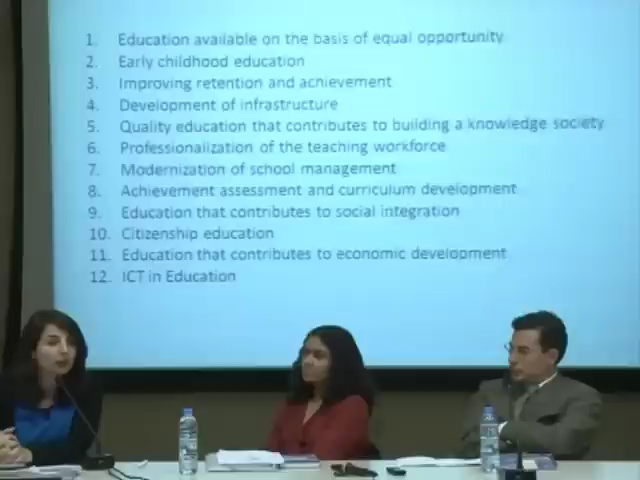 1. Education available on the basis of equal opportunity
2. Early childhood education
3. Improving retention and achievement
4. Development of infrastructure
5. Quality education that contributes to building a knowledge society
6. Professionalization of the teaching workforce
7. Modernization of school management
8. Achievement assessment and curriculum development
9. Education that contributes to social integration
10. Citizenship education
11. Education that contributes to economic development
12. ICT in Education